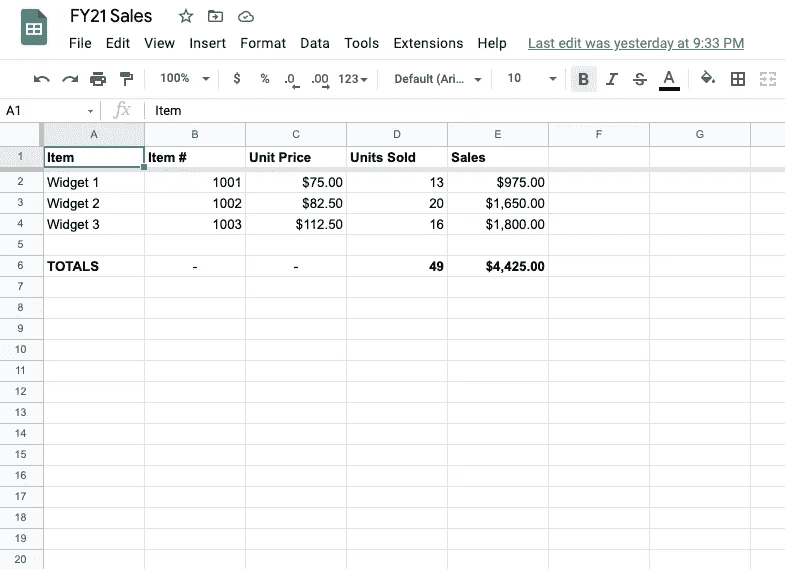 FY21 Sales
File Edit View Insert Format Data Tools Extensions Help Last edit was yesterday at 9:33 PM
100% $ % .0 .00 123 Default (Ari... 10 B I S A
A1 fx Item
A B C D E F G
1 Item Item # Unit Price Units Sold Sales
2 Widget 1 1001 $75.00 13 $975.00
3 Widget 2 1002 $82.50 20 $1,650.00
4 Widget 3 1003 $112.50 16 $1,800.00
5
6 TOTALS - - 49 $4,425.00
7
8
9
10
11
12
13
14
15
16
17
18
19
20